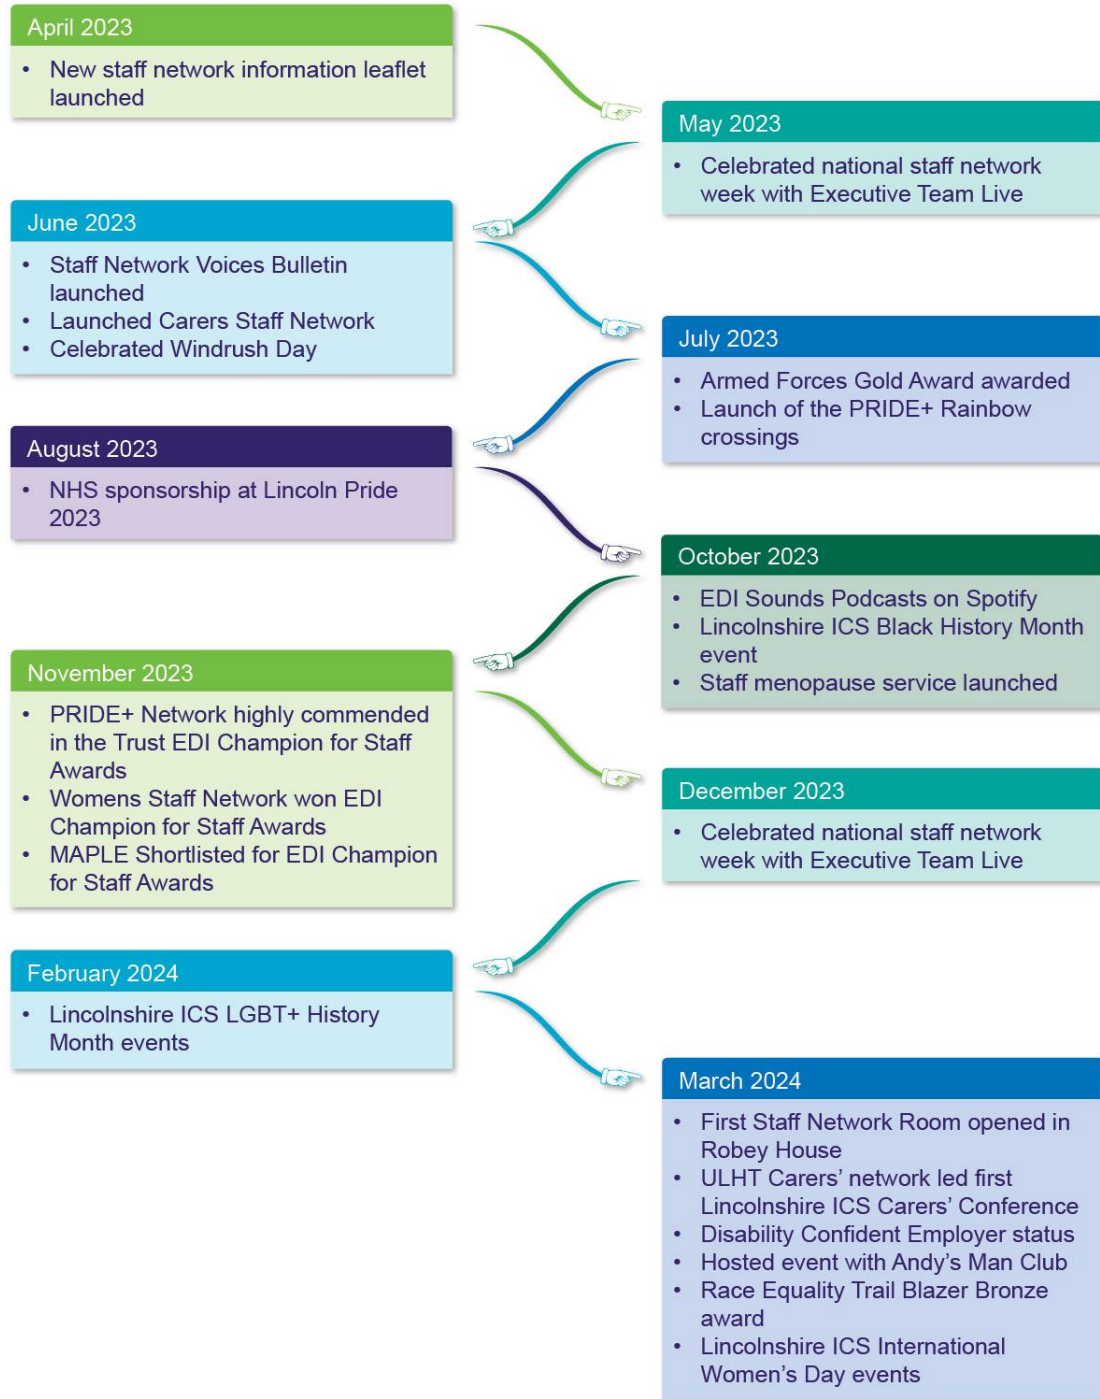 April 2023
• New staff network information leaflet
launched
May 2023
• Celebrated national staff network
week with Executive Team Live
June 2023
• Staff Network Voices Bulletin
launched
• Launched Carers Staff Network
• Celebrated Windrush Day
July 2023
• Armed Forces Gold Award awarded
• Launch of the PRIDE+ Rainbow
crossings
August 2023
• NHS sponsorship at Lincoln Pride
2023
October 2023
• EDI Sounds Podcasts on Spotify
• Lincolnshire ICS Black History Month
event
• Staff menopause service launched
November 2023
• PRIDE+ Network highly commended
in the Trust EDI Champion for Staff
Awards
• Womens Staff Network won EDI
Champion for Staff Awards
• MAPLE Shortlisted for EDI Champion
for Staff Awards
December 2023
• Celebrated national staff network
week with Executive Team Live
February 2024
• Lincolnshire ICS LGBT+ History
Month events
March 2024
• First Staff Network Room opened in
Robey House
• ULHT Carers’ network led first
Lincolnshire ICS Carers’ Conference
• Disability Confident Employer status
• Hosted event with Andy’s Man Club
• Race Equality Trail Blazer Bronze
award
• Lincolnshire ICS International
Women’s Day events